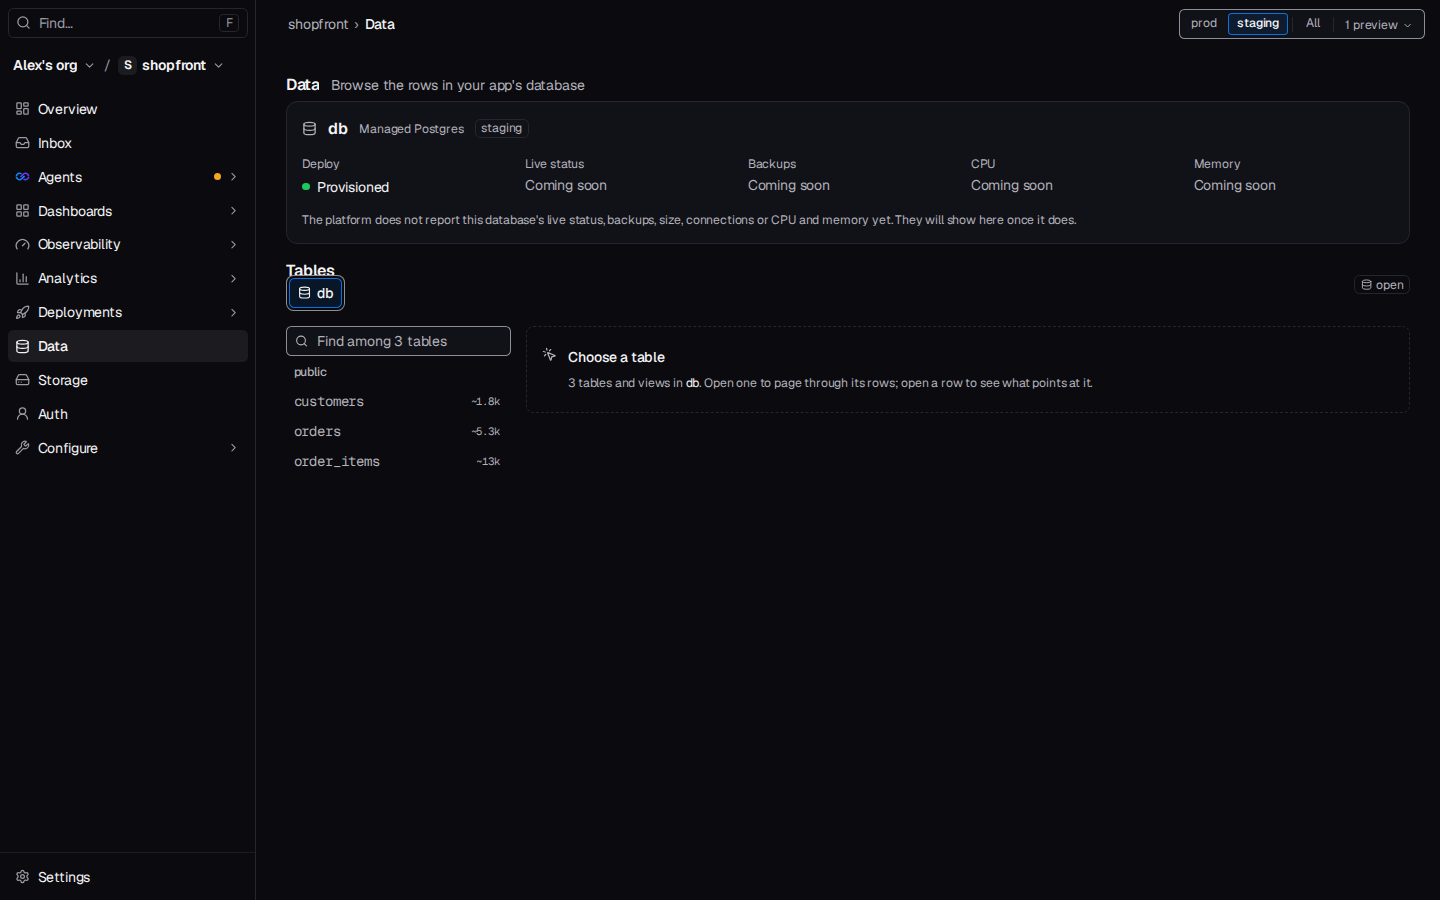 Find... F
Alex's org / S shopfront
Overview
Inbox
Agents
Dashboards
Observability
Analytics
Deployments
Data
Storage
Auth
Configure
Settings
shopfront › Data
prod staging All 1 preview
Data Browse the rows in your app's database
db Managed Postgres staging
Deploy Live status Backups CPU Memory
Provisioned Coming soon Coming soon Coming soon Coming soon
The platform does not report this database's live status, backups, size, connections or CPU and memory yet. They will show here once it does.
Tables
db
open
Find among 3 tables
public
customers ~1.8k
orders ~5.3k
order_items ~13k
Choose a table
3 tables and views in db. Open one to page through its rows; open a row to see what points at it.